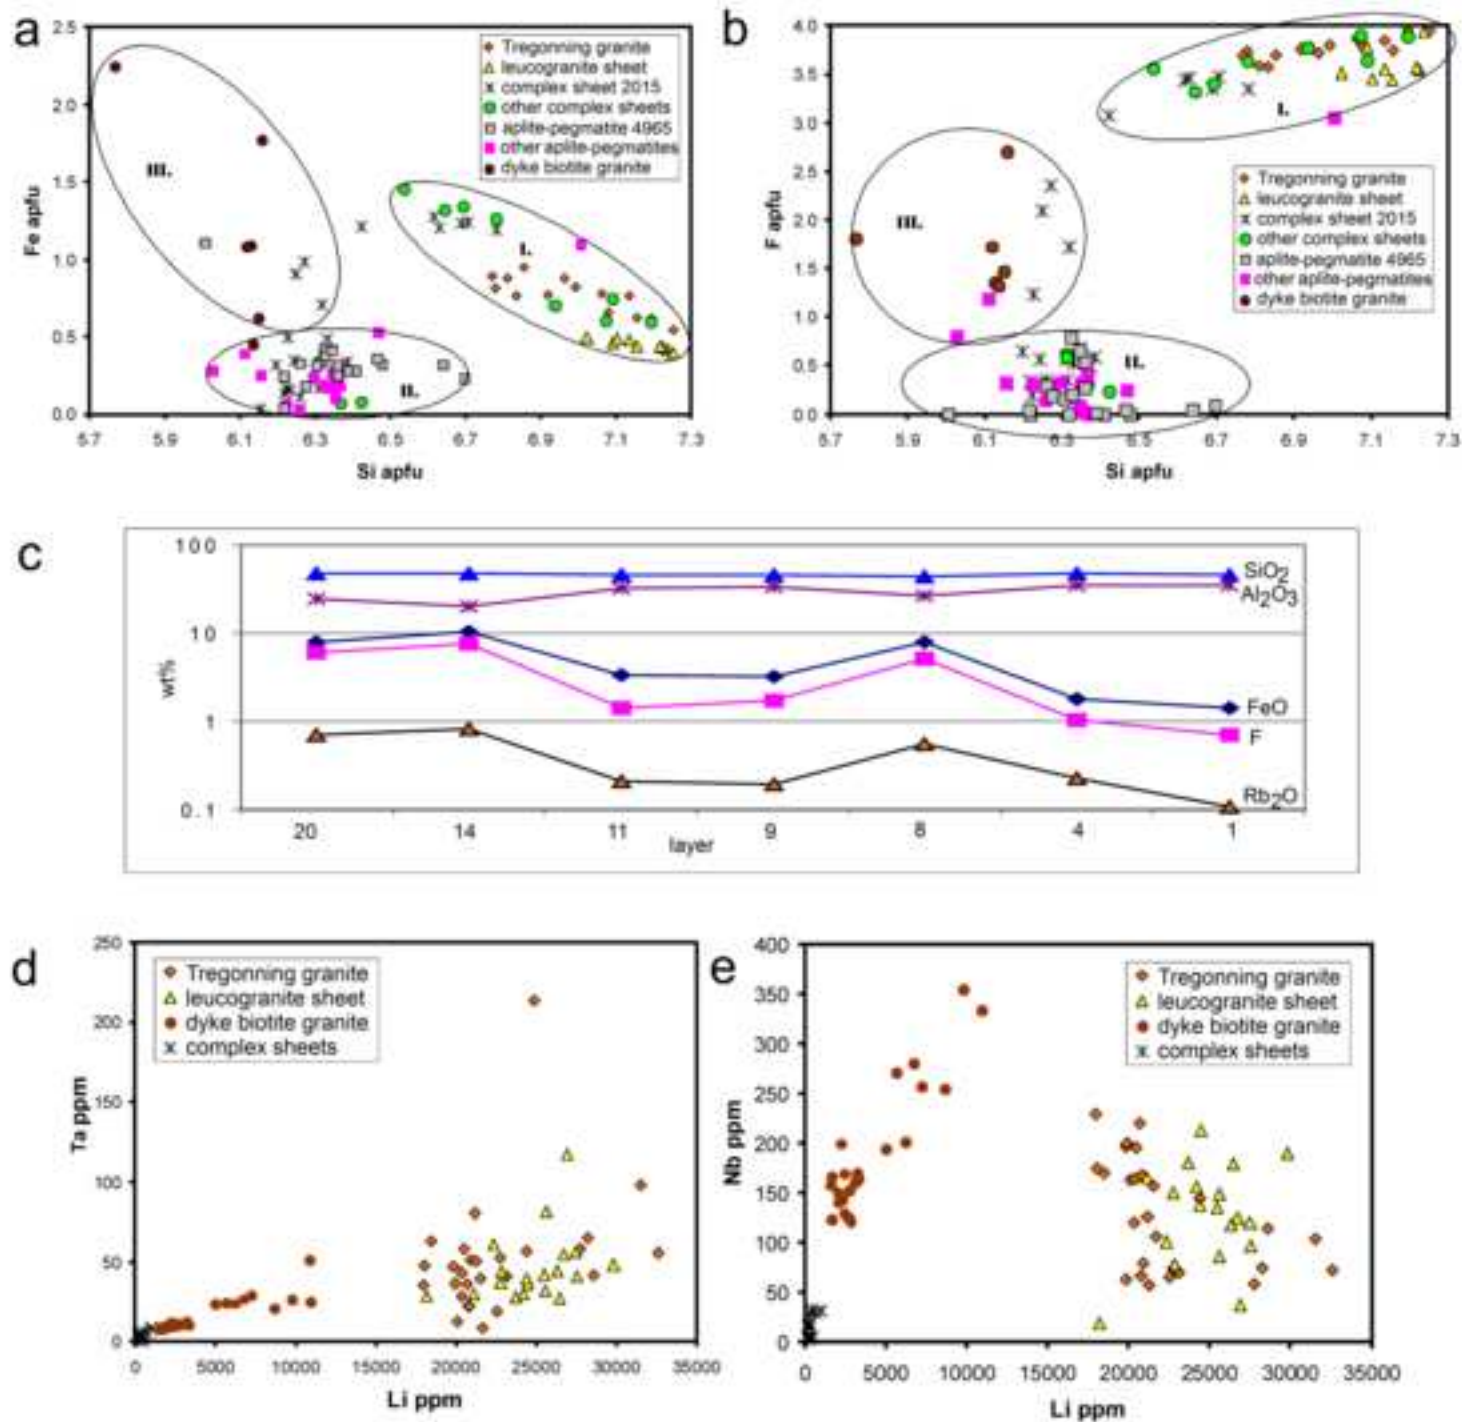 a
2.5
2.0
1.5
1.0
0.5
0.0
Fe apfu
5.7 5.9 6.1 6.3 6.5 6.7 6.9 7.1 7.3
Si apfu
Tregonning granite
leucogranite sheet
complex sheet 2015
other complex sheets
aplite-pegmatite 4965
other aplite-pegmatites
dyke biotite granite
III.
I.
II.
b
4.0
3.5
3.0
2.5
2.0
1.5
1.0
0.5
0.0
F apfu
5.7 5.9 6.1 6.3 6.5 6.7 6.9 7.1 7.3
Si apfu
I.
Tregonning granite
leucogranite sheet
complex sheet 2015
other complex sheets
aplite-pegmatite 4965
other aplite-pegmatites
dyke biotite granite
III.
II.
c
100
10
1
0.1
wt%
SiO2
Al2O3
FeO
F
Rb2O
20 14 11 9 8 4 1
layer
d
250
200
150
100
50
0
Ta ppm
Tregonning granite
leucogranite sheet
dyke biotite granite
complex sheets
0 5000 10000 15000 20000 25000 30000 35000
Li ppm
e
400
350
300
250
200
150
100
50
0
Nb ppm
Tregonning granite
leucogranite sheet
dyke biotite granite
complex sheets
0 5000 10000 15000 20000 25000 30000 35000
Li ppm